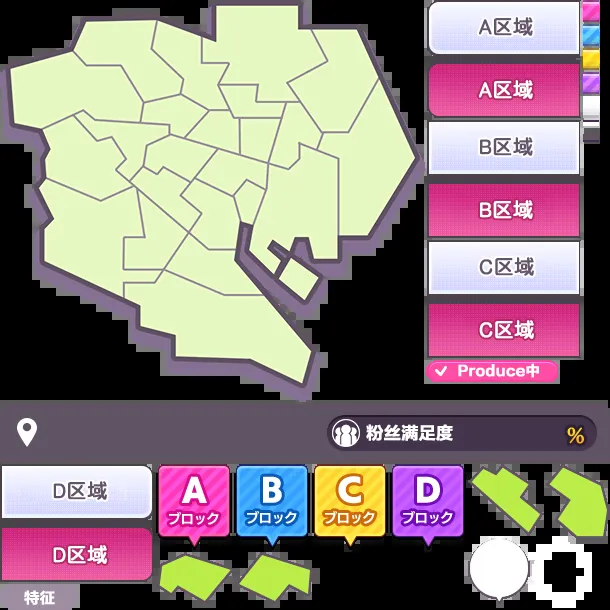 A区域
A区域
B区域
B区域
C区域
C区域
Produce中
粉丝满足度
%
D区域
D区域
A
ブロック
B
ブロック
C
ブロック
D
ブロック
特征